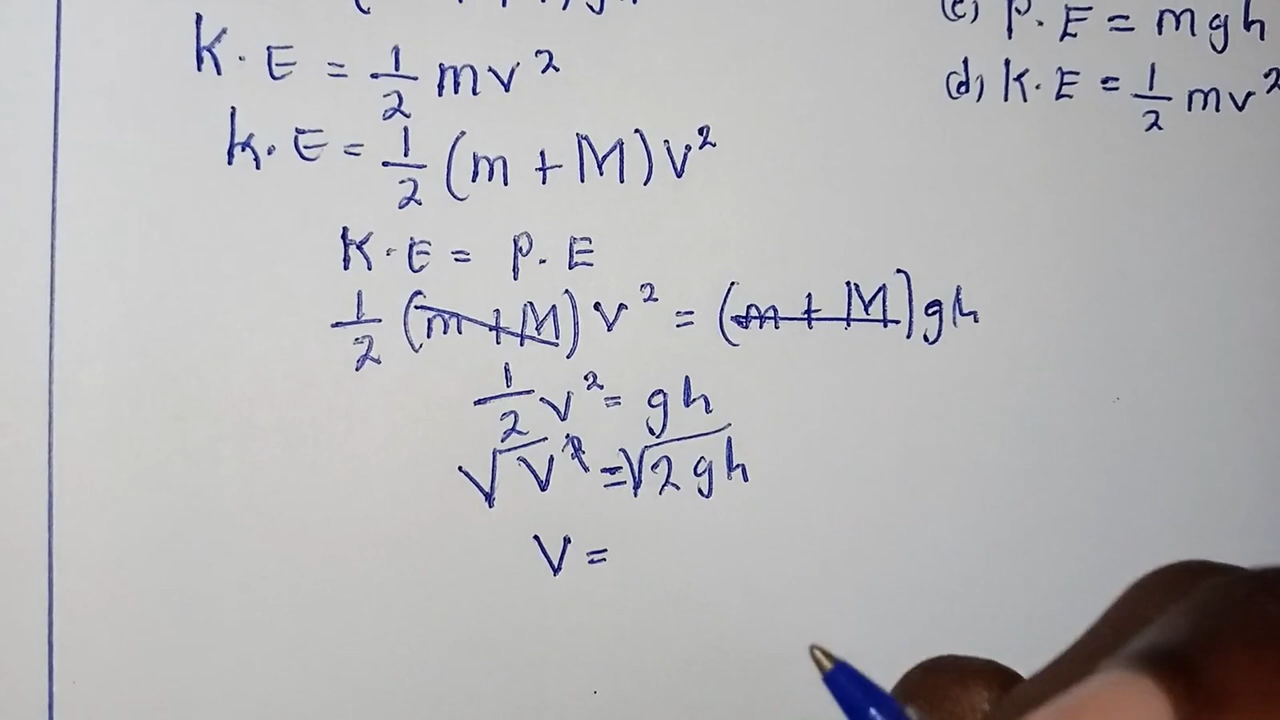 K.E = 1/2 mv²
K.E = 1/2 (m + M)V²
K.E = P.E
1/2 (m + M) V² = (m + M) gh
1/2 v² = gh
√V² = √2gh
V =
(c) P.E = mgh
(d) K.E = 1/2 mv²